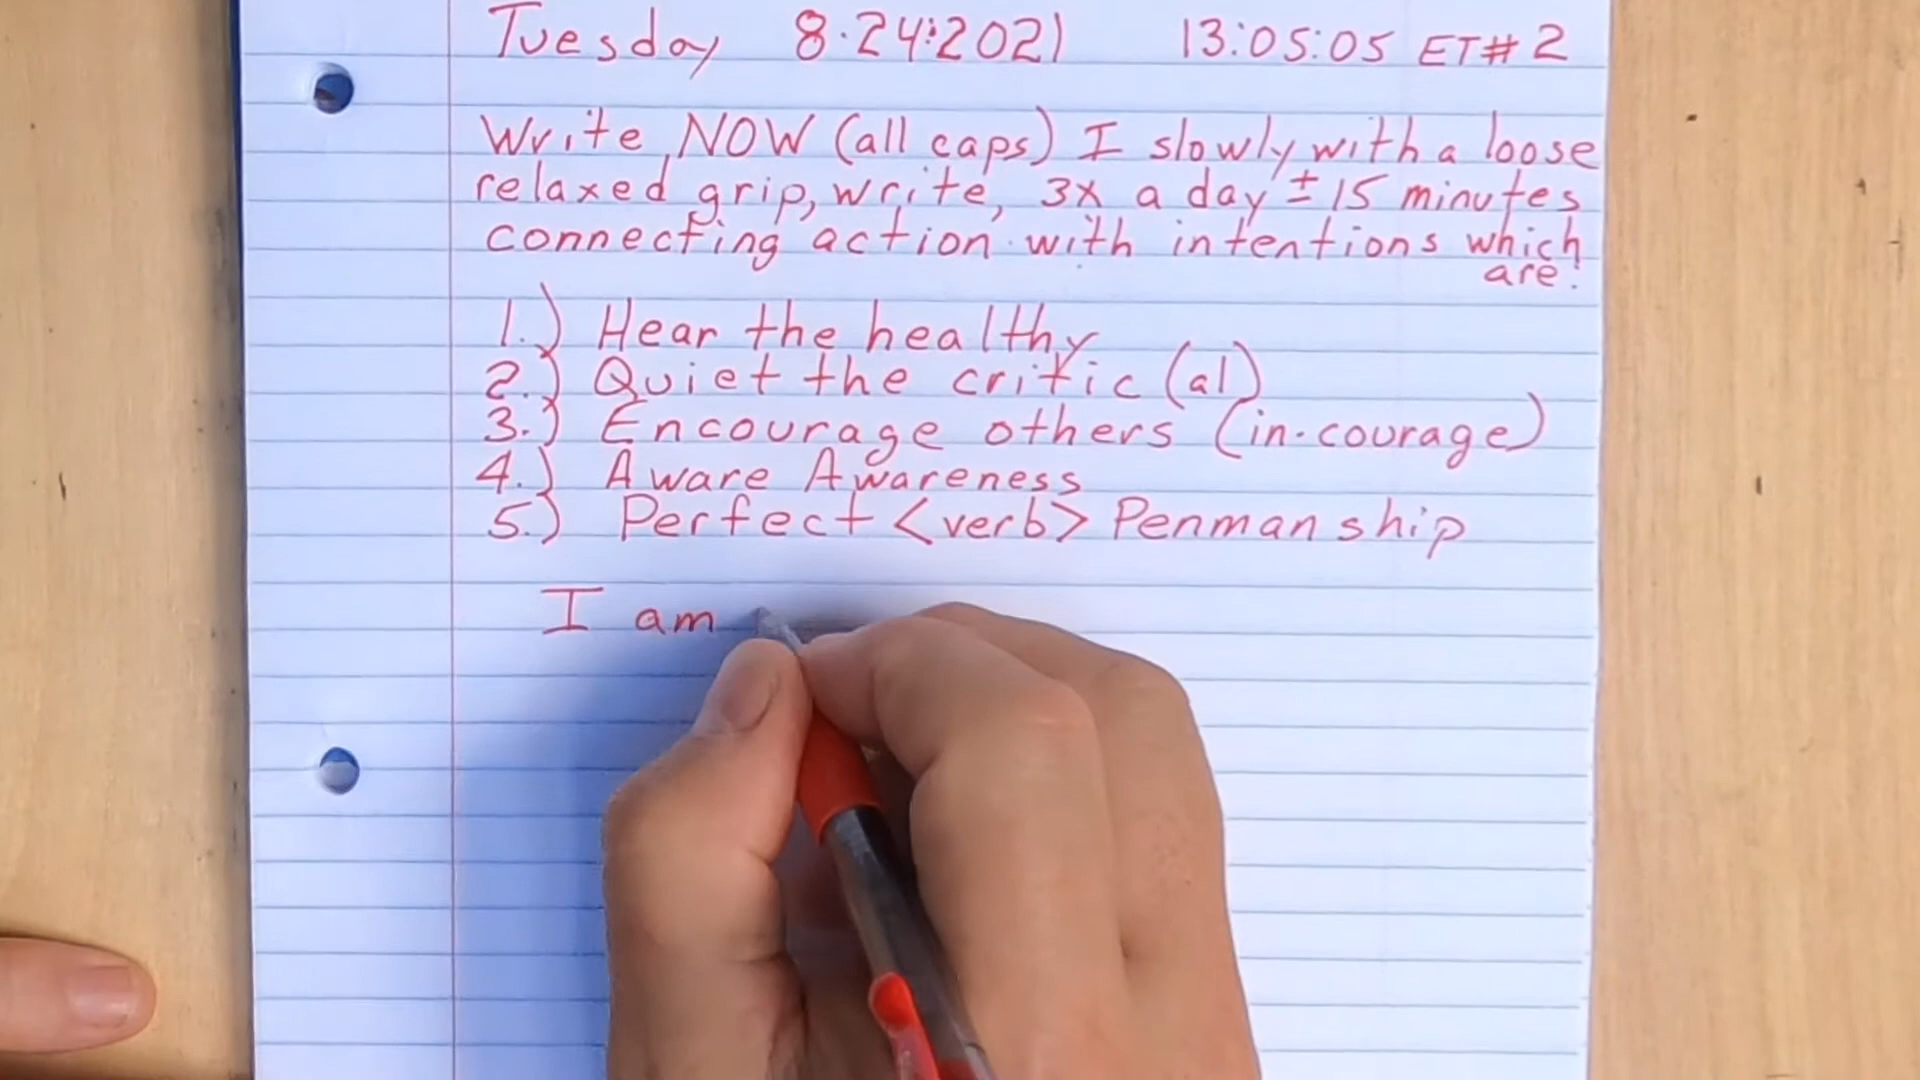 Tuesday 8·24·2021 13:05:05 ET#2
Write, NOW (all caps) I slowly with a loose
relaxed grip, write, 3x a day ± 15 minutes
connecting action with intentions which
are:
1.) Hear the healthy
2.) Quiet the critic (al)
3.) Encourage others (in·courage)
4.) Aware Awareness
5.) Perfect <verb> Penmanship
I am